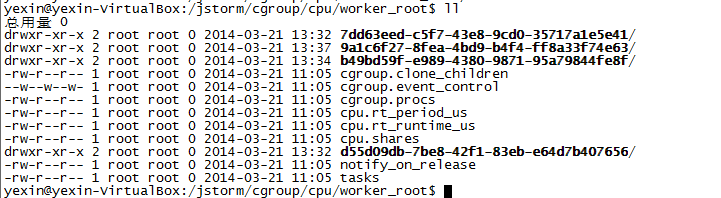 yexin@yexin-VirtualBox:/jstorm/cgroup/cpu/worker_root$ ll
总用量 0
drwxr-xr-x 2 root root 0 2014-03-21 13:32 7dd63eed-c5f7-43e8-9cd0-35717a1e5e41/
drwxr-xr-x 2 root root 0 2014-03-21 13:37 9a1c6f27-8fea-4bd9-b4f4-ff8a33f74e63/
drwxr-xr-x 2 root root 0 2014-03-21 13:34 b49bd59f-e989-4380-9871-95a79844fe8f/
-rw-r--r-- 1 root root 0 2014-03-21 11:05 cgroup.clone_children
--w--w--w- 1 root root 0 2014-03-21 11:05 cgroup.event_control
-rw-r--r-- 1 root root 0 2014-03-21 11:05 cgroup.procs
-rw-r--r-- 1 root root 0 2014-03-21 11:05 cpu.rt_period_us
-rw-r--r-- 1 root root 0 2014-03-21 11:05 cpu.rt_runtime_us
-rw-r--r-- 1 root root 0 2014-03-21 11:05 cpu.shares
drwxr-xr-x 2 root root 0 2014-03-21 13:32 d55d09db-7be8-42f1-83eb-e64d7b407656/
-rw-r--r-- 1 root root 0 2014-03-21 11:05 notify_on_release
-rw-r--r-- 1 root root 0 2014-03-21 11:05 tasks
yexin@yexin-VirtualBox:/jstorm/cgroup/cpu/worker_root$